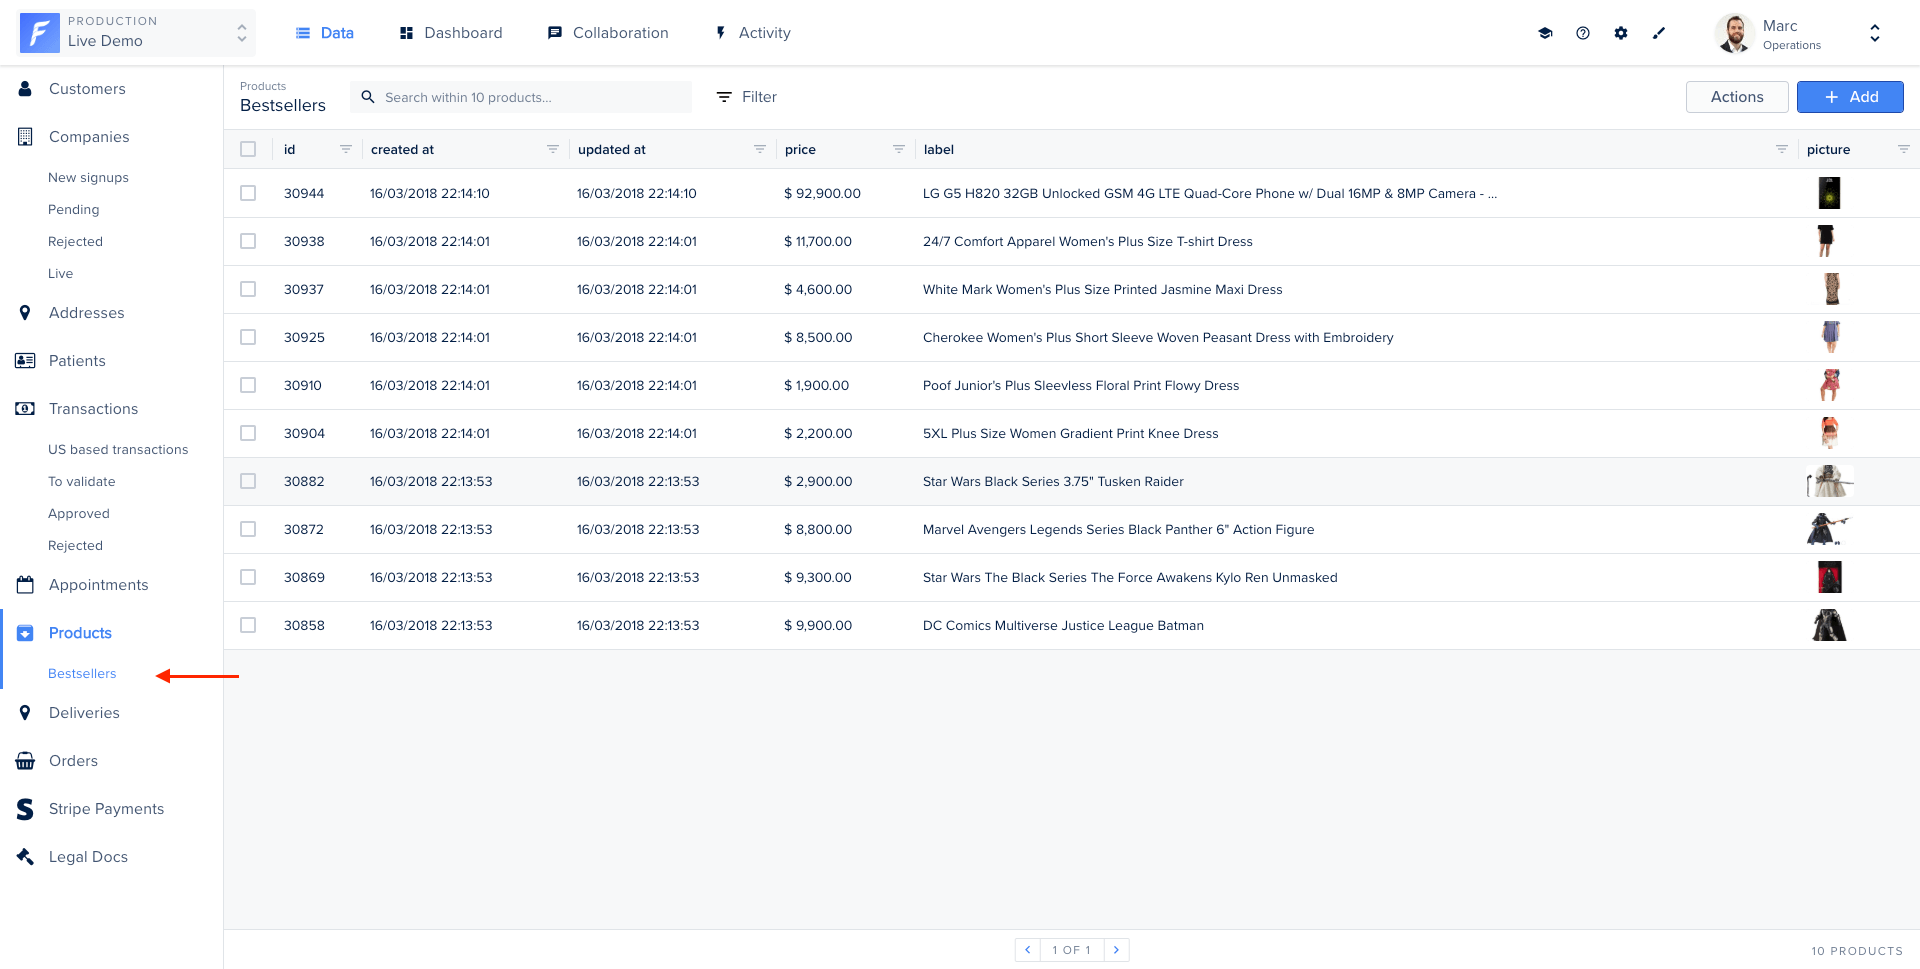 PRODUCTION
Live Demo
Data
Dashboard
Collaboration
Activity
Marc
Operations
Customers
Companies
New signups
Pending
Rejected
Live
Addresses
Patients
Transactions
US based transactions
To validate
Approved
Rejected
Appointments
Products
Bestsellers
Deliveries
Orders
Stripe Payments
Legal Docs
Products
Bestsellers
Search within 10 products...
Filter
Actions
Add
id created at updated at price label picture
30944 16/03/2018 22:14:10 16/03/2018 22:14:10 $ 92,900.00 LG G5 H820 32GB Unlocked GSM 4G LTE Quad-Core Phone w/ Dual 16MP & 8MP Camera - ...
30938 16/03/2018 22:14:01 16/03/2018 22:14:01 $ 11,700.00 24/7 Comfort Apparel Women's Plus Size T-shirt Dress
30937 16/03/2018 22:14:01 16/03/2018 22:14:01 $ 4,600.00 White Mark Women's Plus Size Printed Jasmine Maxi Dress
30925 16/03/2018 22:14:01 16/03/2018 22:14:01 $ 8,500.00 Cherokee Women's Plus Short Sleeve Woven Peasant Dress with Embroidery
30910 16/03/2018 22:14:01 16/03/2018 22:14:01 $ 1,900.00 Poof Junior's Plus Sleevless Floral Print Flowy Dress
30904 16/03/2018 22:14:01 16/03/2018 22:14:01 $ 2,200.00 5XL Plus Size Women Gradient Print Knee Dress
30882 16/03/2018 22:13:53 16/03/2018 22:13:53 $ 2,900.00 Star Wars Black Series 3.75" Tusken Raider
30872 16/03/2018 22:13:53 16/03/2018 22:13:53 $ 8,800.00 Marvel Avengers Legends Series Black Panther 6" Action Figure
30869 16/03/2018 22:13:53 16/03/2018 22:13:53 $ 9,300.00 Star Wars The Black Series The Force Awakens Kylo Ren Unmasked
30858 16/03/2018 22:13:53 16/03/2018 22:13:53 $ 9,900.00 DC Comics Multiverse Justice League Batman
1 OF 1
10 PRODUCTS